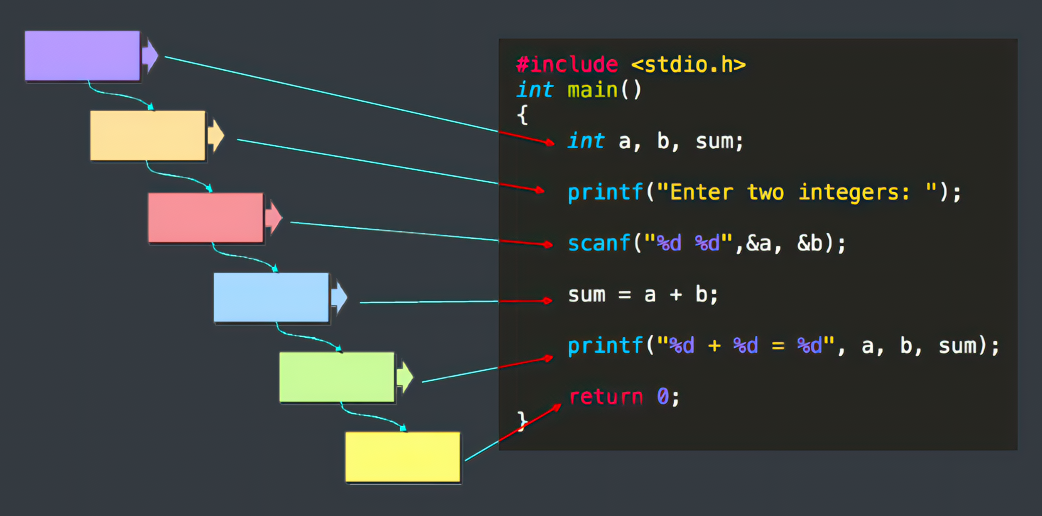 #include <stdio.h>
int main()
{
int a, b, sum;
printf("Enter two integers: ");
scanf("%d %d",&a, &b);
sum = a + b;
printf("%d + %d = %d", a, b, sum);
return 0;
}